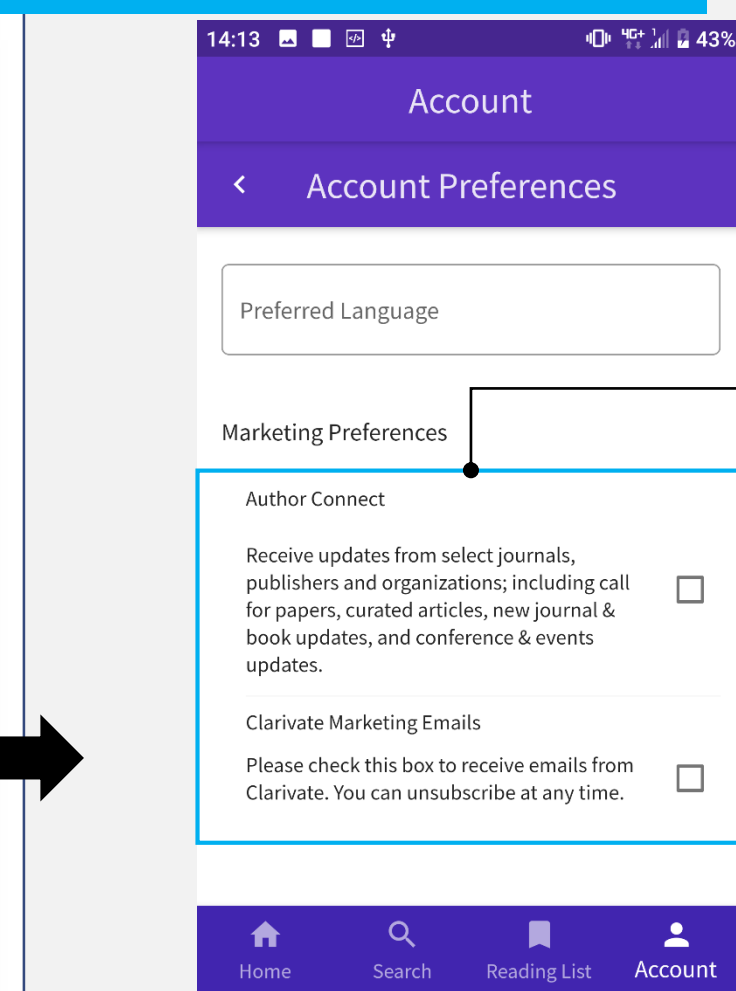 14:13 4G+ 1 43%
Account
Account Preferences
Preferred Language
Marketing Preferences
Author Connect
Receive updates from select journals,
publishers and organizations; including call
for papers, curated articles, new journal &
book updates, and conference & events
updates.
Clarivate Marketing Emails
Please check this box to receive emails from
Clarivate. You can unsubscribe at any time.
Home Search Reading List Account